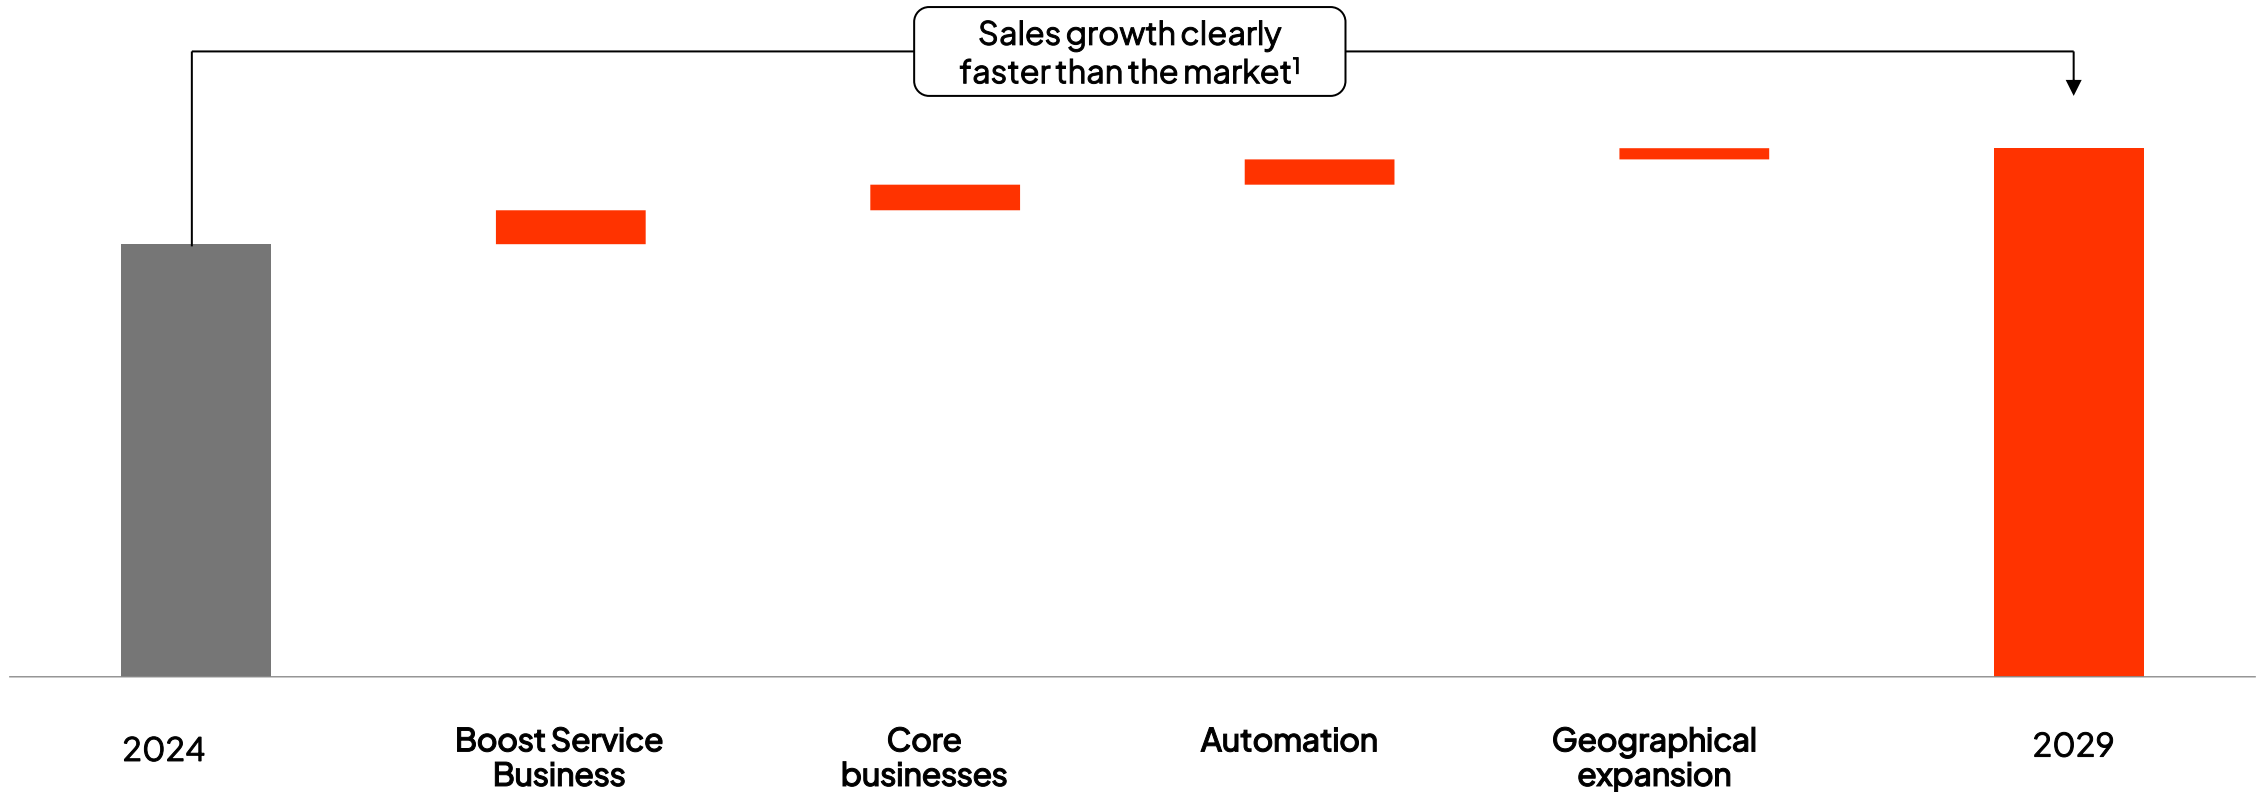 Sales growth clearly
faster than the market¹
2024
Boost Service
Business
Core
businesses
Automation
Geographical
expansion
2029